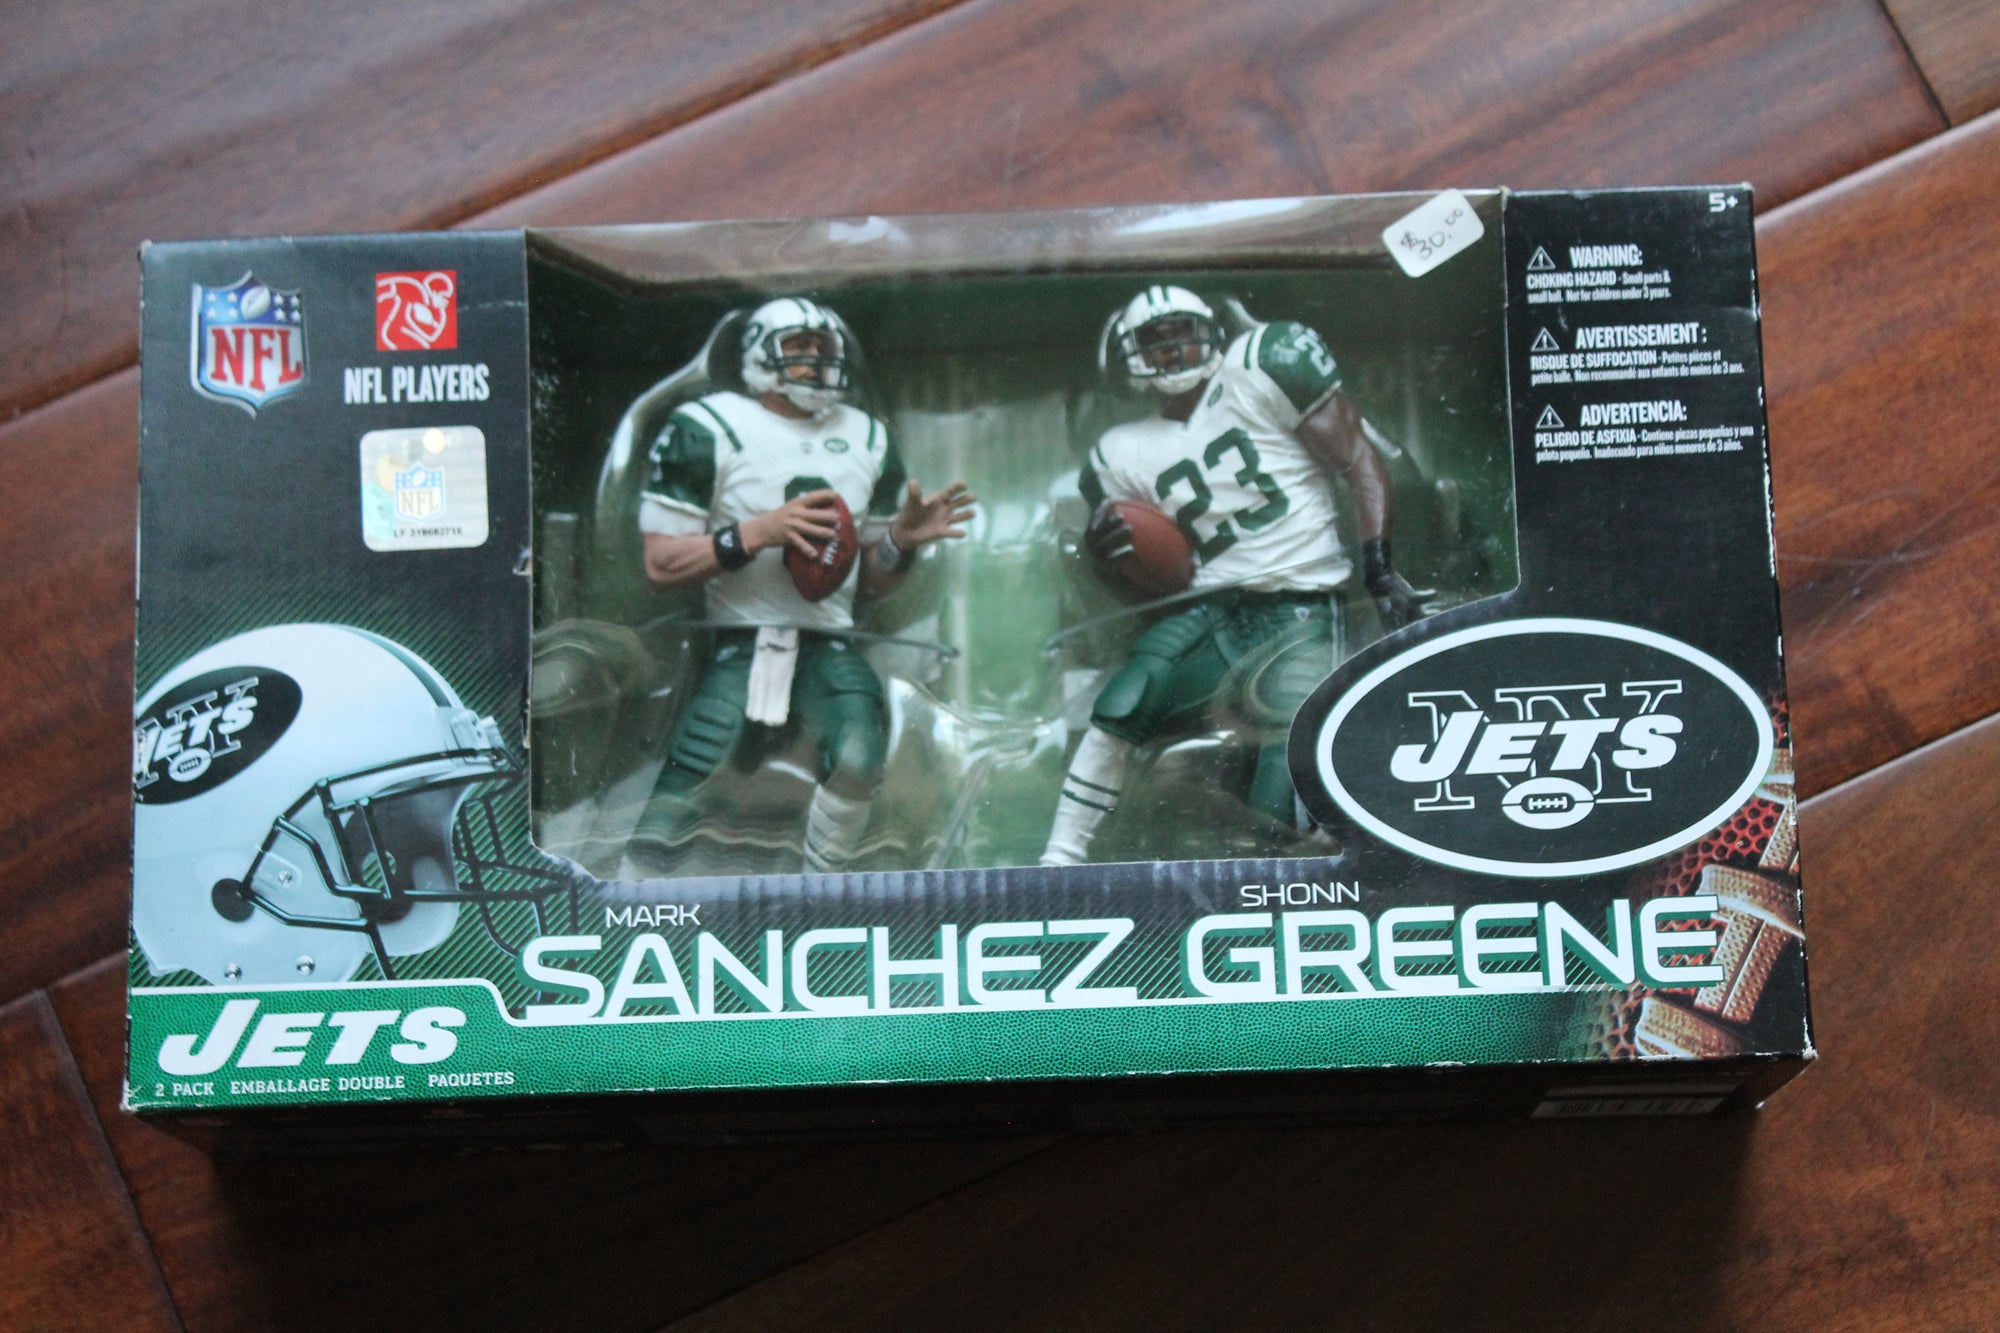 NFL
NFL PLAYERS
NFL
JETS
$30.00
23
23
NFL
5+
WARNING:
CHOKING HAZARD - Small parts &
small ball. Not for children under 3 years.
AVERTISSEMENT :
RISQUE DE SUFFOCATION - Petites pièces et
petite balle. Non recommandé aux enfants de moins de 3 ans.
ADVERTENCIA:
PELIGRO DE ASFIXIA - Contiene piezas pequeñas y una
pelota pequeña. Inadecuado para niños menores de 3 años.
NY
JETS
MARK
SANCHEZ
SHONN
GREENE
JETS
2 PACK EMBALLAGE DOUBLE PAQUETES